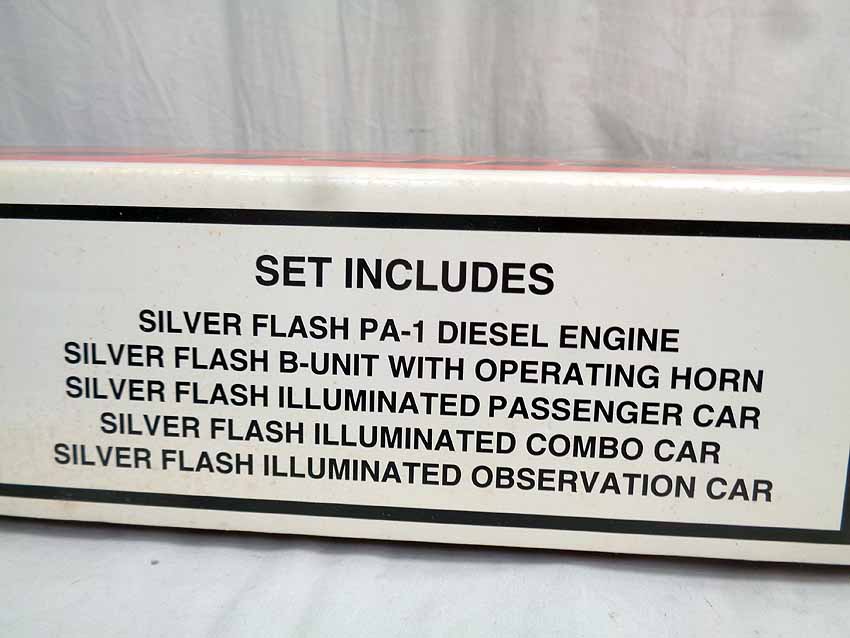 SET INCLUDES
SILVER FLASH PA-1 DIESEL ENGINE
SILVER FLASH B-UNIT WITH OPERATING HORN
SILVER FLASH ILLUMINATED PASSENGER CAR
SILVER FLASH ILLUMINATED COMBO CAR
SILVER FLASH ILLUMINATED OBSERVATION CAR